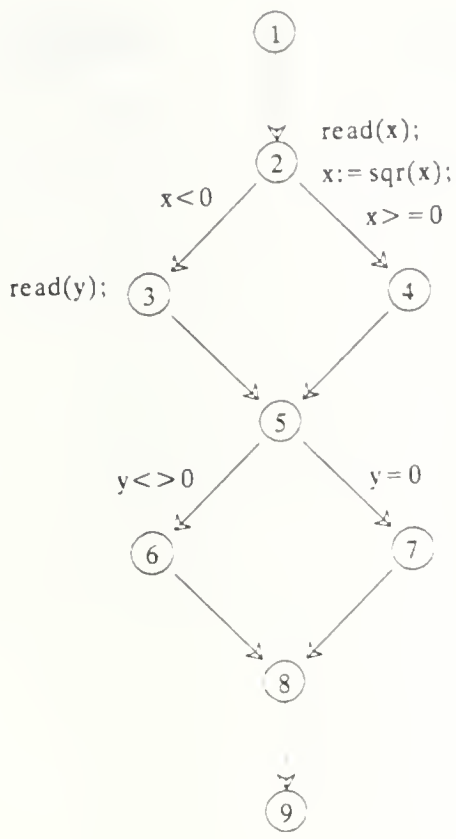 1
read(x);
2
x:= sqr(x);
x<0
x>=0
read(y);
3
4
5
y<>0
y=0
6
7
8
9